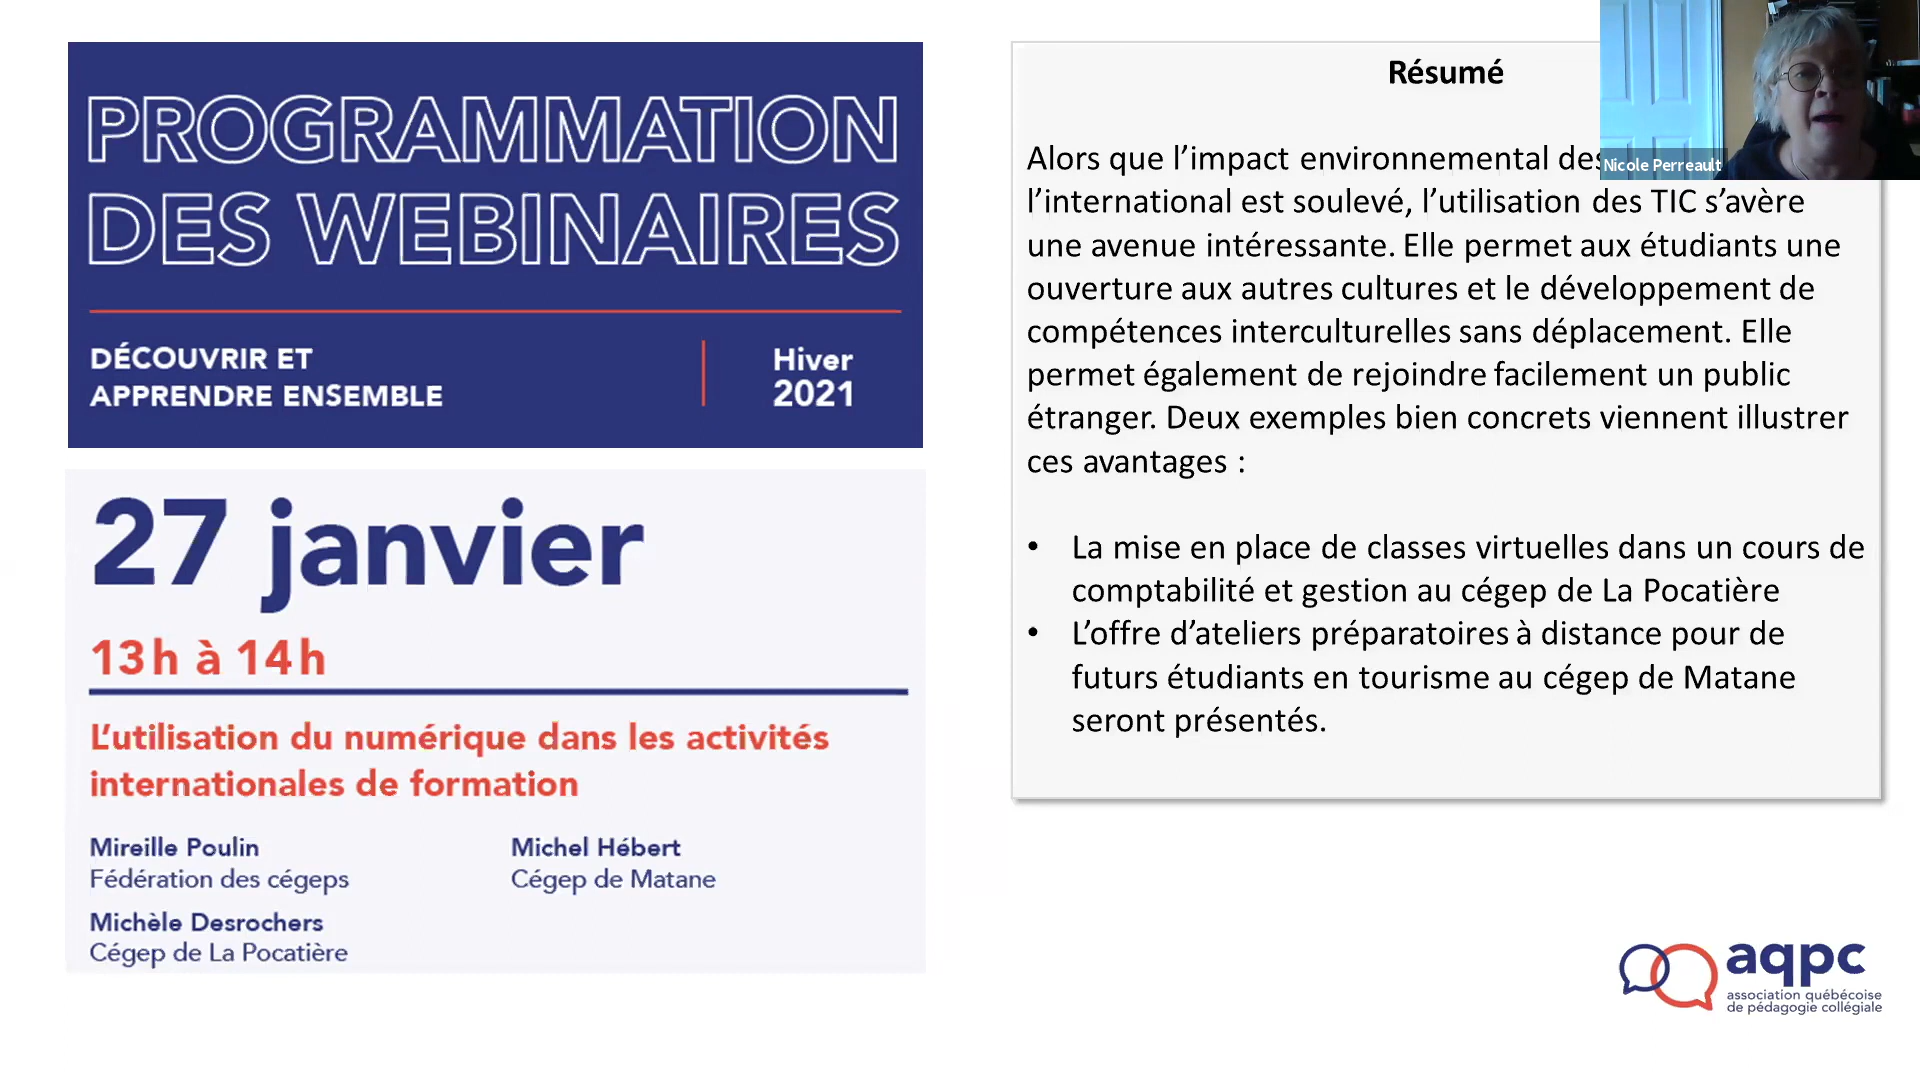 PROGRAMMATION
DES WEBINAIRES
DÉCOUVRIR ET
APPRENDRE ENSEMBLE
Hiver
2021
27 janvier
13h à 14h
L’utilisation du numérique dans les activités
internationales de formation
Mireille Poulin
Fédération des cégeps
Michel Hébert
Cégep de Matane
Michèle Desrochers
Cégep de La Pocatière
Résumé
Alors que l’impact environnemental des
l’international est soulevé, l’utilisation des TIC s’avère
une avenue intéressante. Elle permet aux étudiants une
ouverture aux autres cultures et le développement de
compétences interculturelles sans déplacement. Elle
permet également de rejoindre facilement un public
étranger. Deux exemples bien concrets viennent illustrer
ces avantages :
• La mise en place de classes virtuelles dans un cours de
comptabilité et gestion au cégep de La Pocatière
• L’offre d’ateliers préparatoires à distance pour de
futurs étudiants en tourisme au cégep de Matane
seront présentés.
Nicole Perreault
aqpc
association québécoise
de pédagogie collégiale